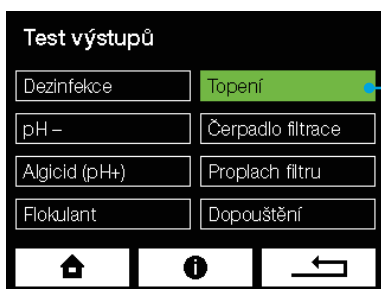 Test výstupů
Dezinfekce
Topení
pH –
Čerpadlo filtrace
Algicid (pH+)
Proplach filtru
Flokulant
Dopouštění